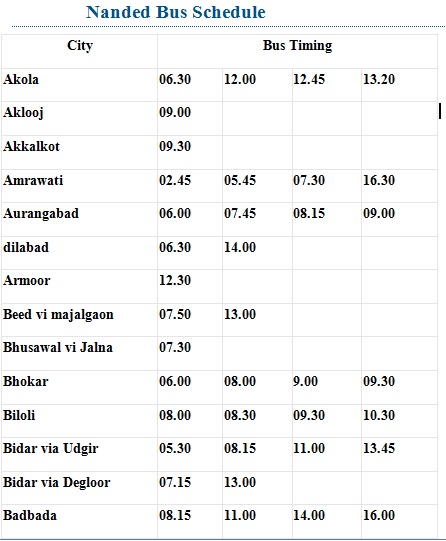 Nanded Bus Schedule
City Bus Timing
Akola 06.30 12.00 12.45 13.20
Aklooj 09.00
Akkalkot 09.30
Amrawati 02.45 05.45 07.30 16.30
Aurangabad 06.00 07.45 08.15 09.00
dilabad 06.30 14.00
Armoor 12.30
Beed vi majalgaon 07.50 13.00
Bhusawal vi Jalna 07.30
Bhokar 06.00 08.00 9.00 09.30
Biloli 08.00 08.30 09.30 10.30
Bidar via Udgir 05.30 08.15 11.00 13.45
Bidar via Degloor 07.15 13.00
Badbada 08.15 11.00 14.00 16.00